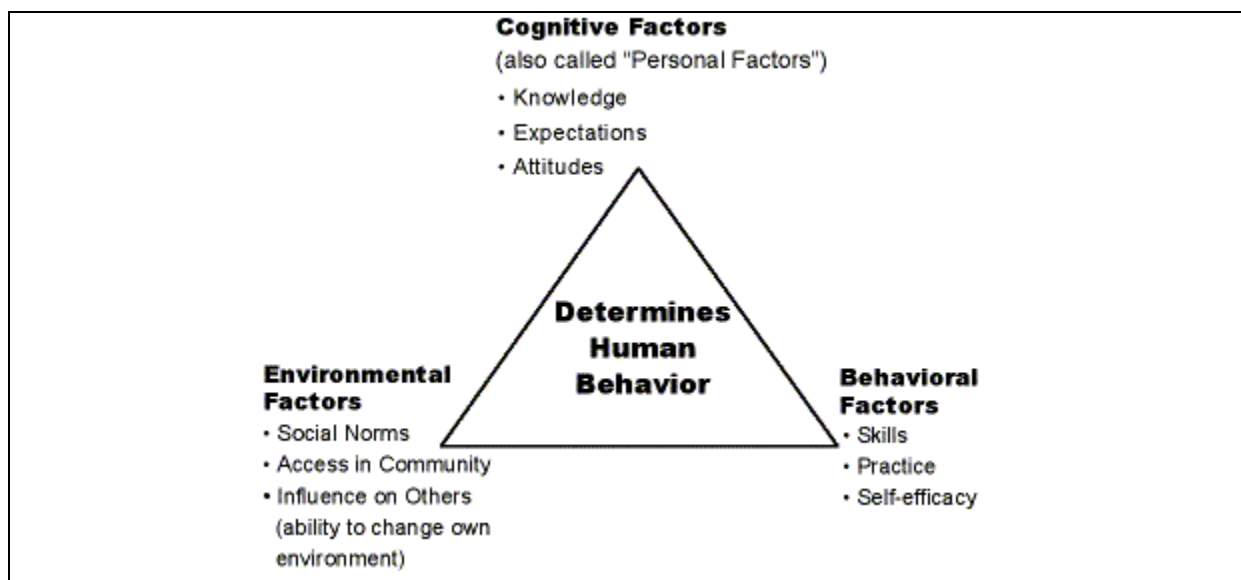 Cognitive Factors
(also called "Personal Factors")
• Knowledge
• Expectations
• Attitudes
Determines
Human
Behavior
Environmental
Factors
• Social Norms
• Access in Community
• Influence on Others
(ability to change own
environment)
Behavioral
Factors
• Skills
• Practice
• Self-efficacy